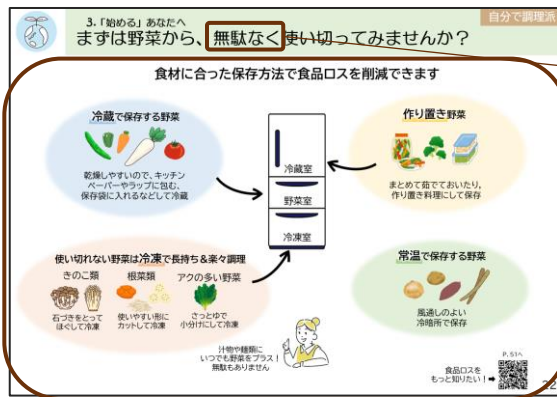 3.「始める」あなたへ
自分で調理派
まずは野菜から、無駄なく使い切ってみませんか？
食材に合った保存方法で食品ロスを削減できます
冷蔵で保存する野菜
乾燥しやすいので、キッチン
ペーパーやラップに包む、
保存袋に入れるなどして冷蔵
冷蔵室
野菜室
冷凍室
作り置き野菜
まとめて茹でておいたり、
作り置き料理にして保存
使い切れない野菜は冷凍で長持ち＆楽々調理
きのこ類
石づきをとって
ほぐして冷凍
根菜類
使いやすい形に
カットして冷凍
アクの多い野菜
さっとゆで
小分けにして冷凍
常温で保存する野菜
風通しのよい
冷暗所で保存
汁物や麺類に
いつでも野菜をプラス！
無駄もありません
食品ロスを
もっと知りたい！➡
P.51へ